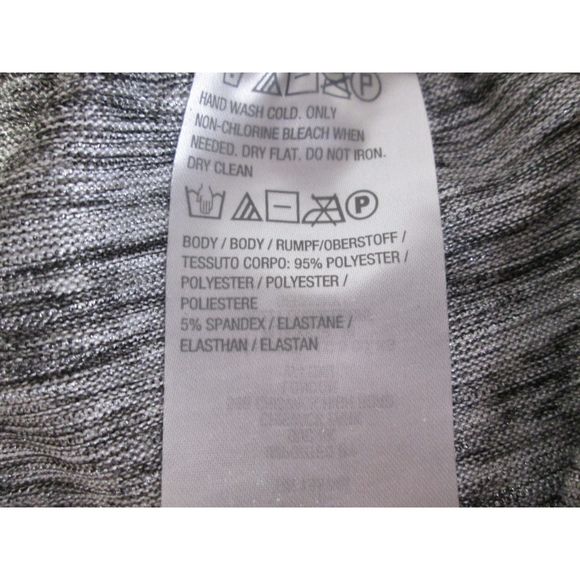 P
HAND WASH COLD. ONLY
NON-CHLORINE BLEACH WHEN
NEEDED. DRY FLAT. DO NOT IRON.
DRY CLEAN
P
BODY / BODY / RUMPF/OBERSTOFF /
TESSUTO CORPO: 95% POLYESTER /
POLYESTER / POLYESTER /
POLIESTERE
5% SPANDEX / ELASTANE /
ELASTHAN / ELASTAN